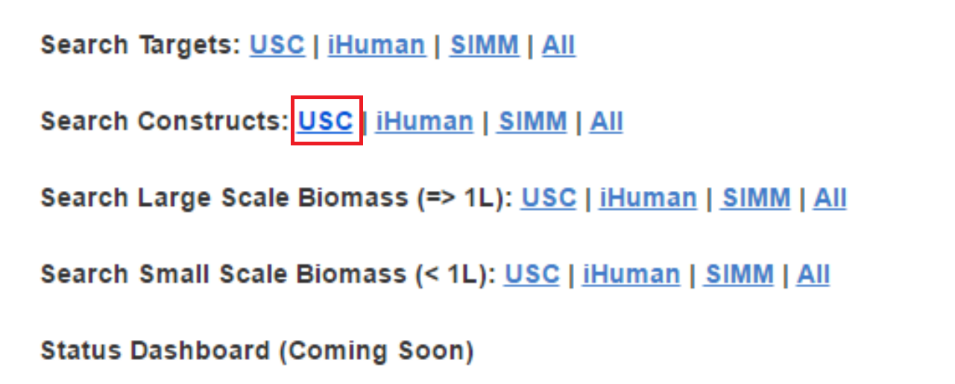 Search Targets: USC | iHuman | SIMM | All
Search Constructs: USC | iHuman | SIMM | All
Search Large Scale Biomass (=> 1L): USC | iHuman | SIMM | All
Search Small Scale Biomass (< 1L): USC | iHuman | SIMM | All
Status Dashboard (Coming Soon)